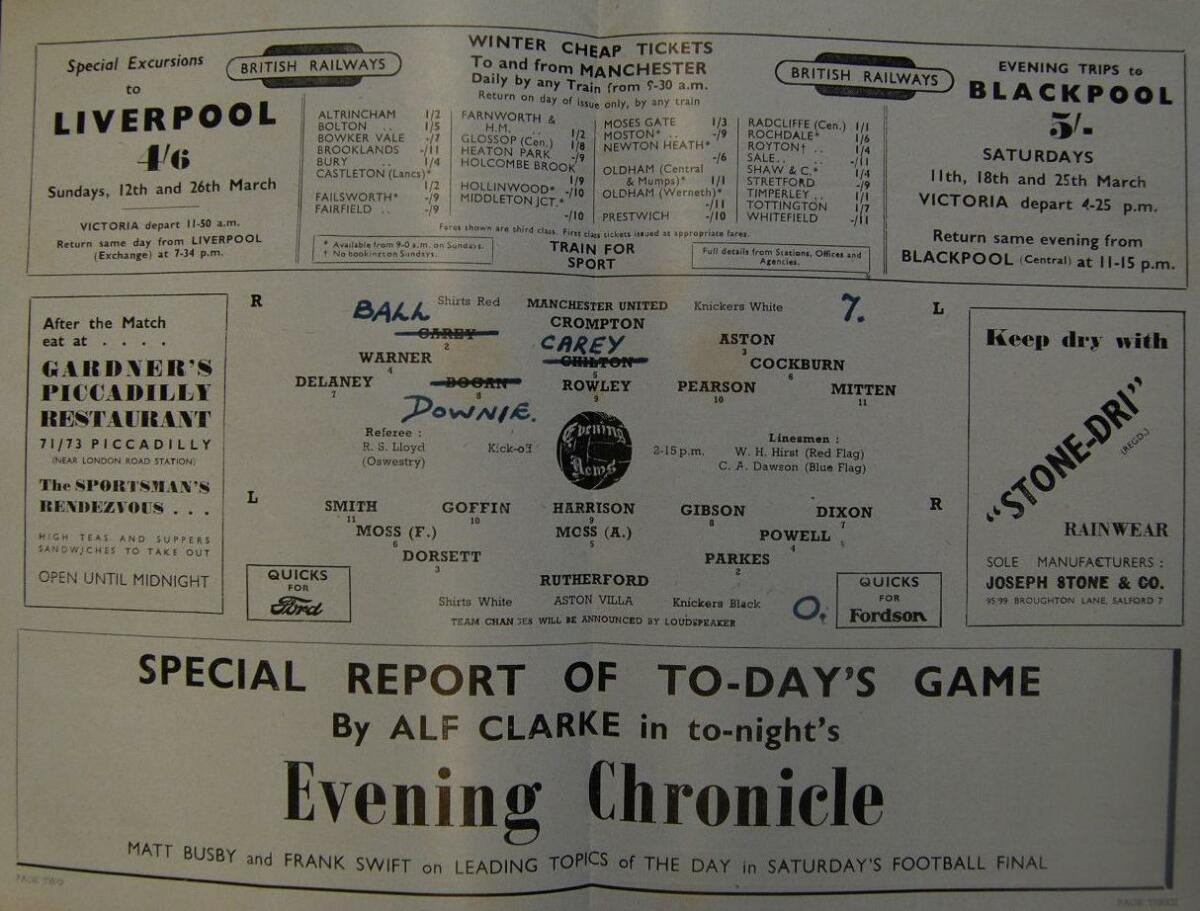 Special Excursions
to
LIVERPOOL
4/6
Sundays, 12th and 26th March
VICTORIA depart 11-50 a.m.
Return same day from LIVERPOOL
(Exchange) at 7-34 p.m.
BRITISH RAILWAYS
WINTER CHEAP TICKETS
To and from MANCHESTER
Daily by any Train from 9-30 a.m.
Return on day of issue only, by any train
BRITISH RAILWAYS
ALTRINCHAM 1/2
BOLTON .. 1/5
BOWKER VALE -/7
BROOKLANDS -/11
BURY .. 1/4
CASTLETON (Lancs)*
1/2
FAILSWORTH* -/9
FAIRFIELD .. -/9
FARNWORTH &
H.M. .. 1/2
GLOSSOP (Cen.) 1/8
HEATON PARK -/9
HOLCOMBE BROOK
1/9
HOLLINWOOD* -/10
MIDDLETON JCT.*
-/10
MOSES GATE 1/3
MOSTON* .. -/9
NEWTON HEATH*
-/6
OLDHAM (Central
& Mumps)* 1/1
OLDHAM (Werneth)*
-/11
PRESTWICH -/10
RADCLIFFE (Cen.) 1/1
ROCHDALE* 1/6
ROYTON† .. 1/4
SALE.. .. -/11
SHAW & C.* 1/4
STRETFORD -/9
TIMPERLEY .. 1/1
TOTTINGTON 1/7
WHITEFIELD -/11
Fares shown are third class. First class tickets issued at appropriate fares.
* Available from 9-0 a.m. on Sundays.
† No bookings on Sundays.
TRAIN FOR
SPORT
Full details from Stations, Offices and
Agencies.
EVENING TRIPS to
BLACKPOOL
5/-
SATURDAYS
11th, 18th and 25th March
VICTORIA depart 4-25 p.m.
Return same evening from
BLACKPOOL (Central) at 11-15 p.m.
After the Match
eat at . . . .
GARDNER'S
PICCADILLY
RESTAURANT
71/73 PICCADILLY
(NEAR LONDON ROAD STATION)
The SPORTSMAN'S
RENDEZVOUS . . .
HIGH TEAS AND SUPPERS
SANDWICHES TO TAKE OUT
OPEN UNTIL MIDNIGHT
R BALL Shirts Red MANCHESTER UNITED Knickers White 7. L
CROMPTON
CAREY CAREY ASTON
2 3
WARNER CHILTON COCKBURN
4 5 6
DELANEY BOGAN ROWLEY PEARSON MITTEN
7 8 9 10 11
DOWNIE.
Referee :
R. S. Lloyd
(Oswestry)
Kick-off
Evening
News
2-15 p.m.
Linesmen :
W. H. Hirst (Red Flag)
C. A. Dawson (Blue Flag)
L R
SMITH GOFFIN HARRISON GIBSON DIXON
11 10 9 8 7
MOSS (F.) MOSS (A.) POWELL
6 5 4
DORSETT PARKES
3 2
RUTHERFORD
Shirts White ASTON VILLA Knickers Black O.
TEAM CHANGES WILL BE ANNOUNCED BY LOUDSPEAKER
QUICKS
FOR
Ford
QUICKS
FOR
Fordson
Keep dry with
"STONE-DRI"
(REGD.)
RAINWEAR
SOLE MANUFACTURERS :
JOSEPH STONE & CO.
95/99 BROUGHTON LANE, SALFORD 7
SPECIAL REPORT OF TO-DAY'S GAME
By ALF CLARKE in to-night's
Evening Chronicle
MATT BUSBY and FRANK SWIFT on LEADING TOPICS of THE DAY in SATURDAY'S FOOTBALL FINAL
PAGE TWO
PAGE THREE